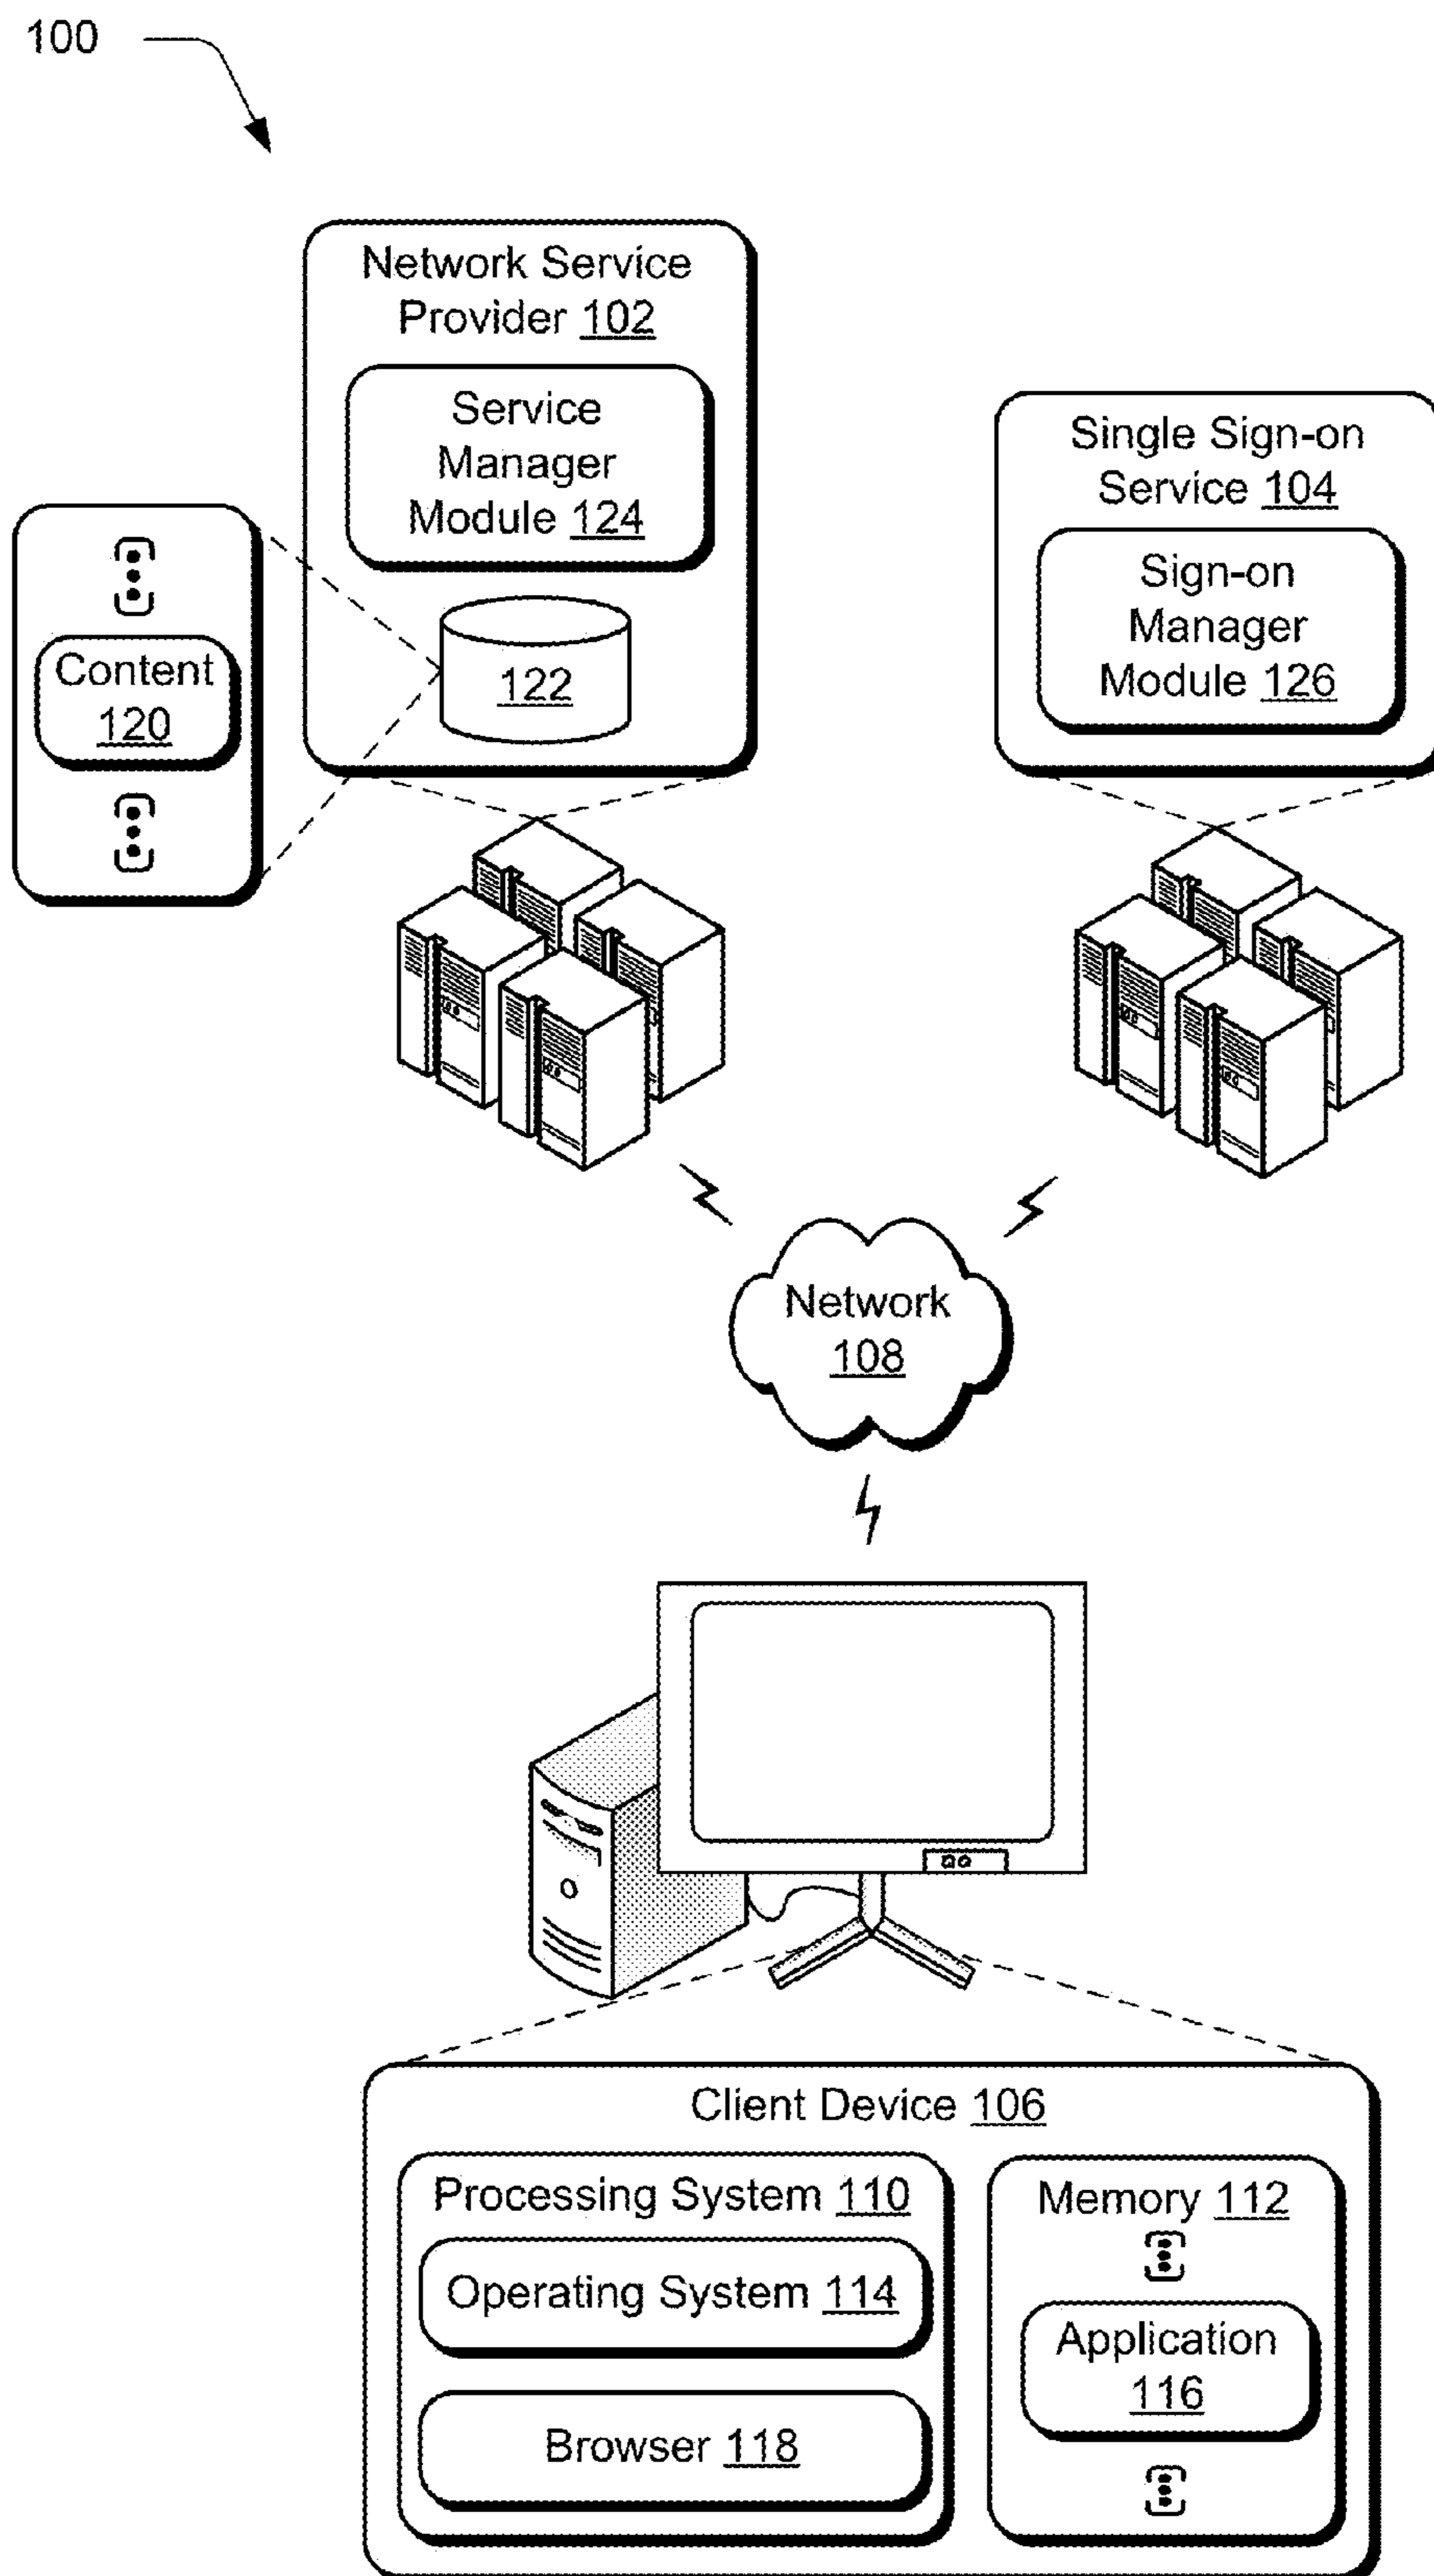 100
Network Service
Provider 102
Service
Manager
Module 124
122
Content
120
Single Sign-on
Service 104
Sign-on
Manager
Module 126
Network
108
Client Device 106
Processing System 110
Operating System 114
Browser 118
Memory 112
Application
116